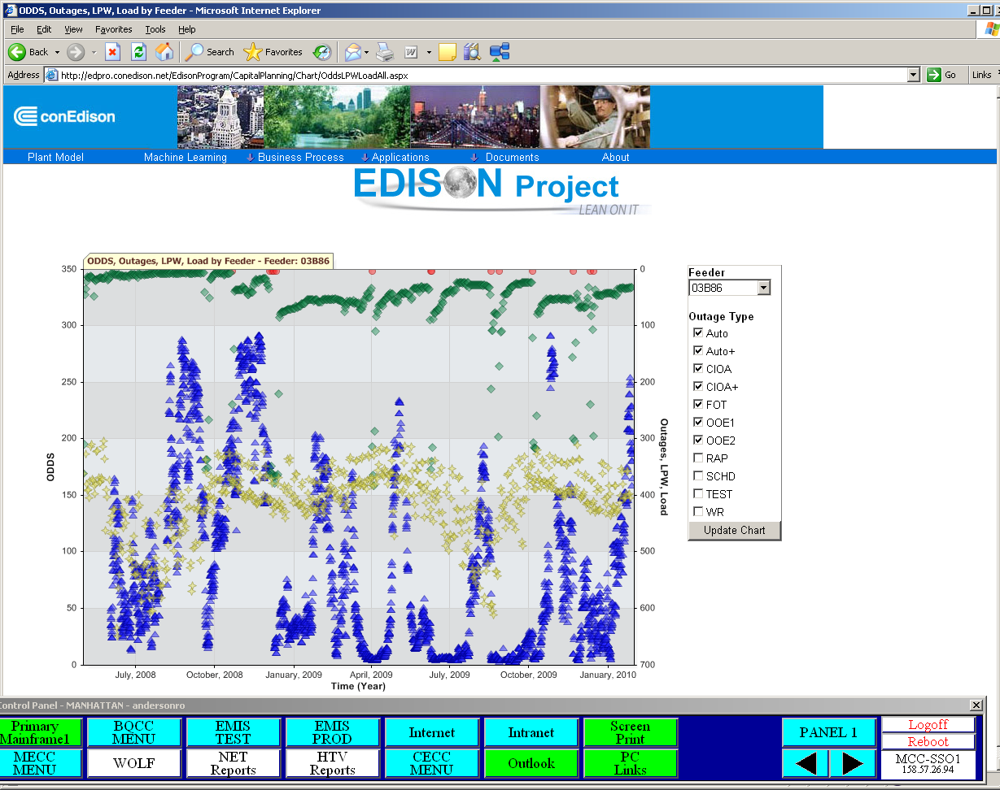 ODDS, Outages, LPW, Load by Feeder - Microsoft Internet Explorer
File Edit View Favorites Tools Help
Back Search Favorites
Address http://edpro.conedison.net/EdisonProgram/CapitalPlanning/Chart/OddsLPWLoadAll.aspx Go Links
conEdison
Plant Model Machine Learning Business Process Applications Documents About
EDISON Project
LEAN ON IT
ODDS, Outages, LPW, Load by Feeder - Feeder: 03B86
350
300
250
200
150
100
50
0
ODDS
0
100
200
300
400
500
600
700
Outages, LPW, Load
July, 2008 October, 2008 January, 2009 April, 2009 July, 2009 October, 2009 January, 2010
Time (Year)
Feeder
03B86
Outage Type
Auto
Auto+
CIOA
CIOA+
FOT
OOE1
OOE2
RAP
SCHD
TEST
WR
Update Chart
Control Panel - MANHATTAN - andersonro
Primary
Mainframe1
BQCC
MENU
EMIS
TEST
EMIS
PROD
Internet
Intranet
Screen
Print
PANEL 1
Logoff
Reboot
MECC
MENU
WOLF
NET
Reports
HTV
Reports
CECC
MENU
Outlook
PC
Links
MCC-SSO1
158.57.26.94